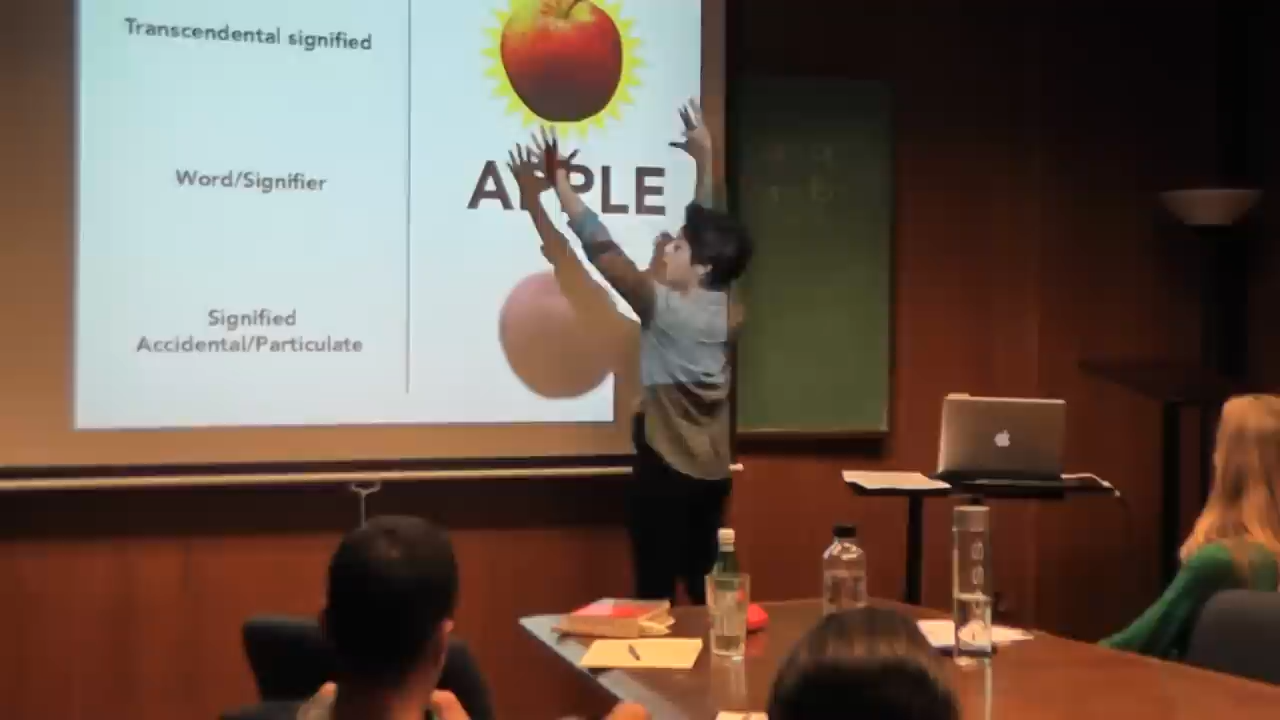 Transcendental signified
Word/Signifier
APPLE
Signified
Accidental/Particulate